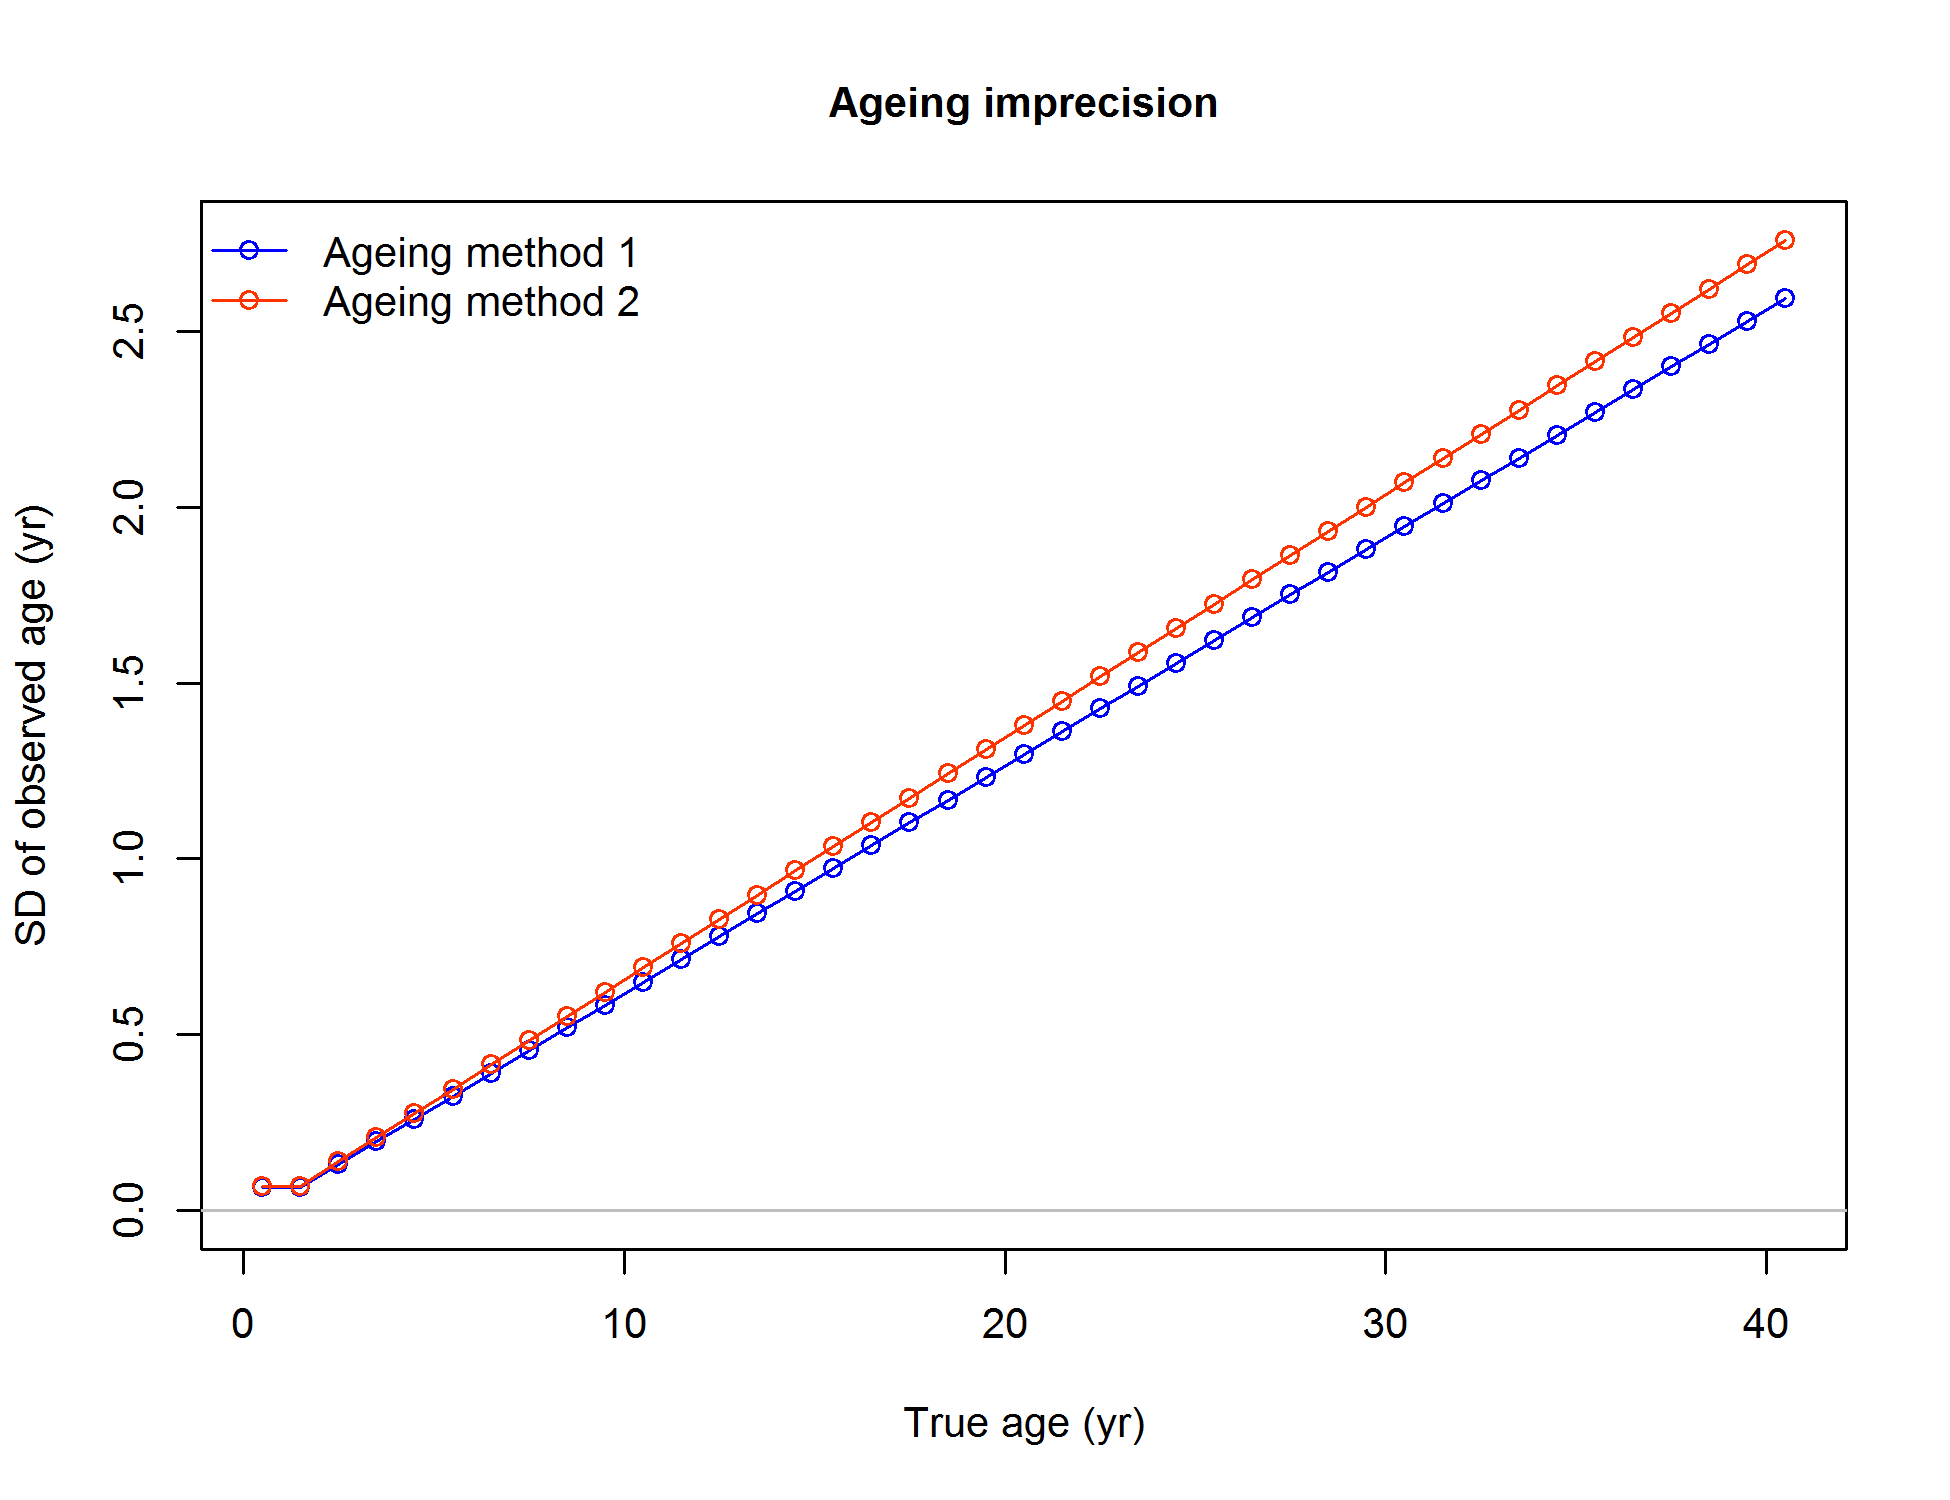 Ageing imprecision
Ageing method 1
Ageing method 2
SD of observed age (yr)
2.5
2.0
1.5
1.0
0.5
0.0
0 10 20 30 40
True age (yr)